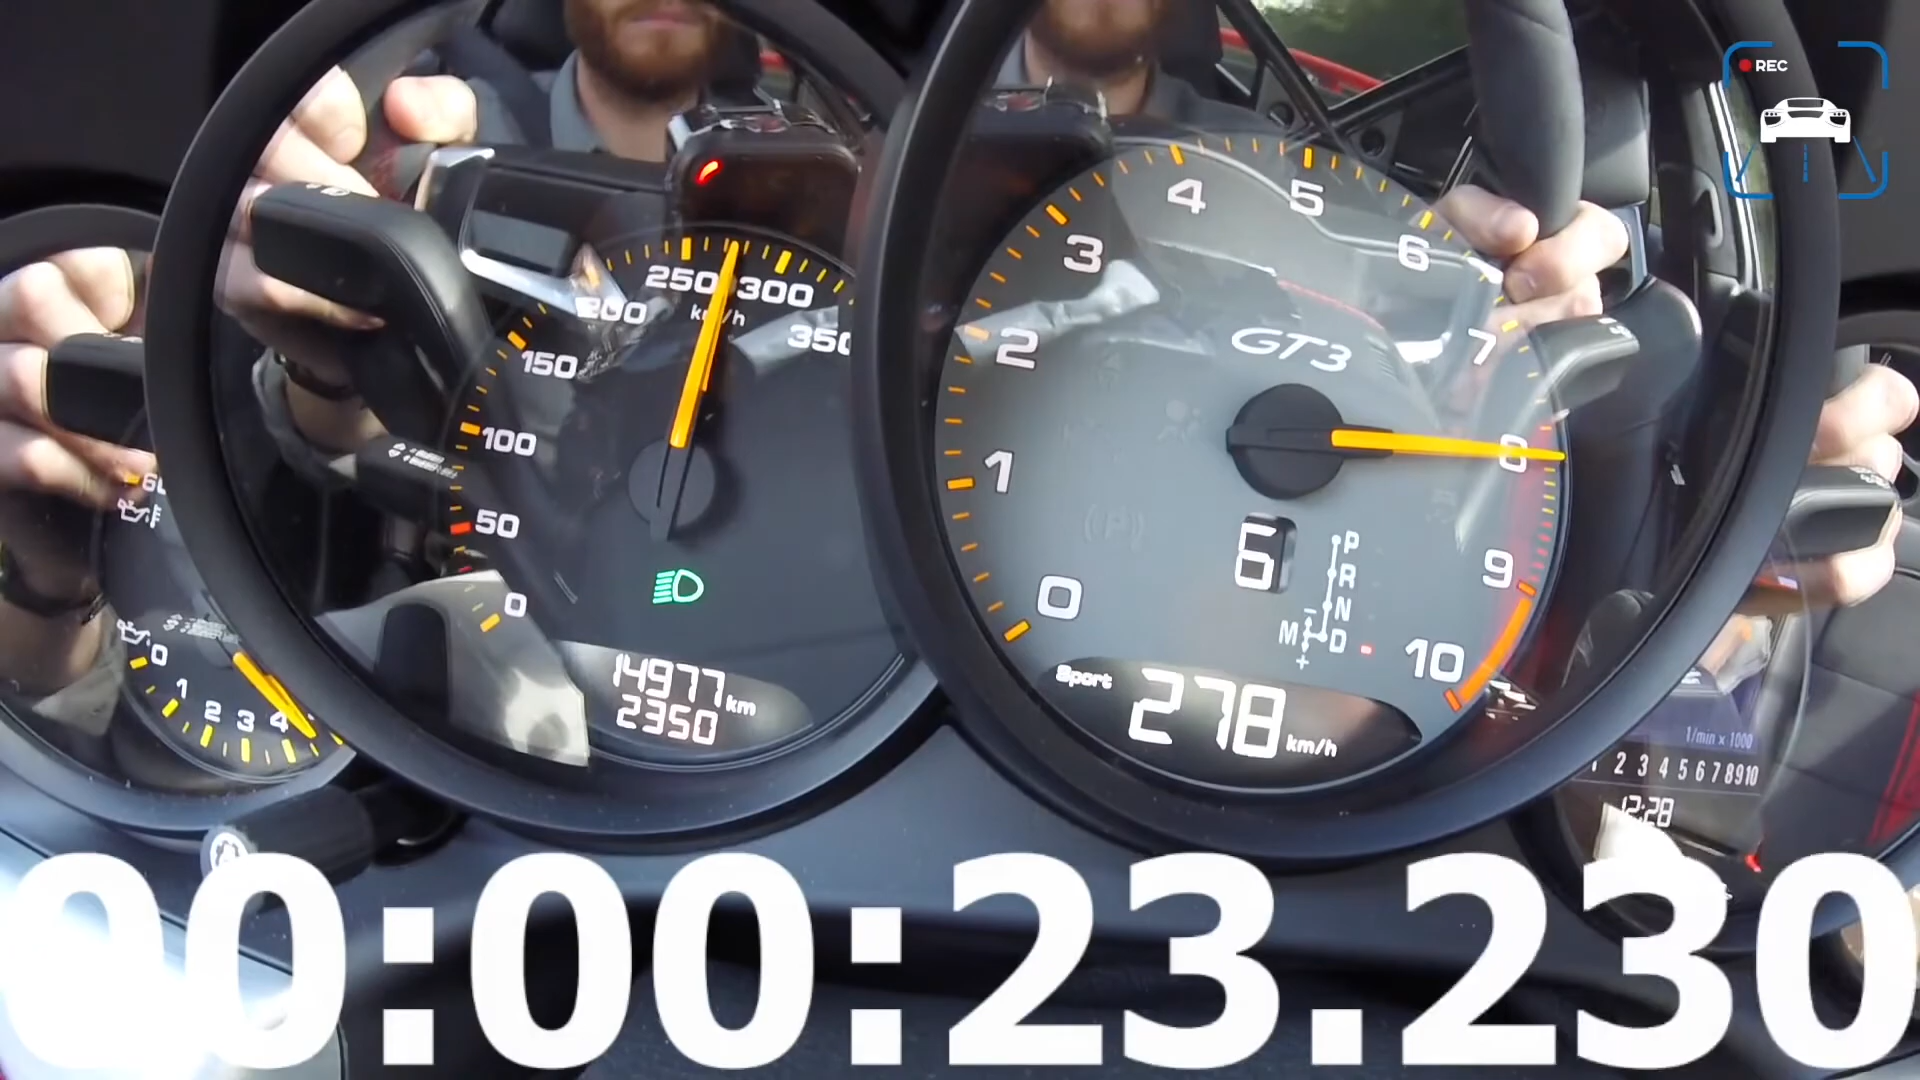 REC
250 300
200
km/h
350
150
100
50
0
60
0
1
2
3
4
14977 km
2350
4
5
3
6
2
GT3
7
8
1
6
P
R
9
N
0
M
D
+
10
Sport
278 km/h
1/min x 1000
1 2 3 4 5 6 7 8 9 10
12:28
00:00:23.230